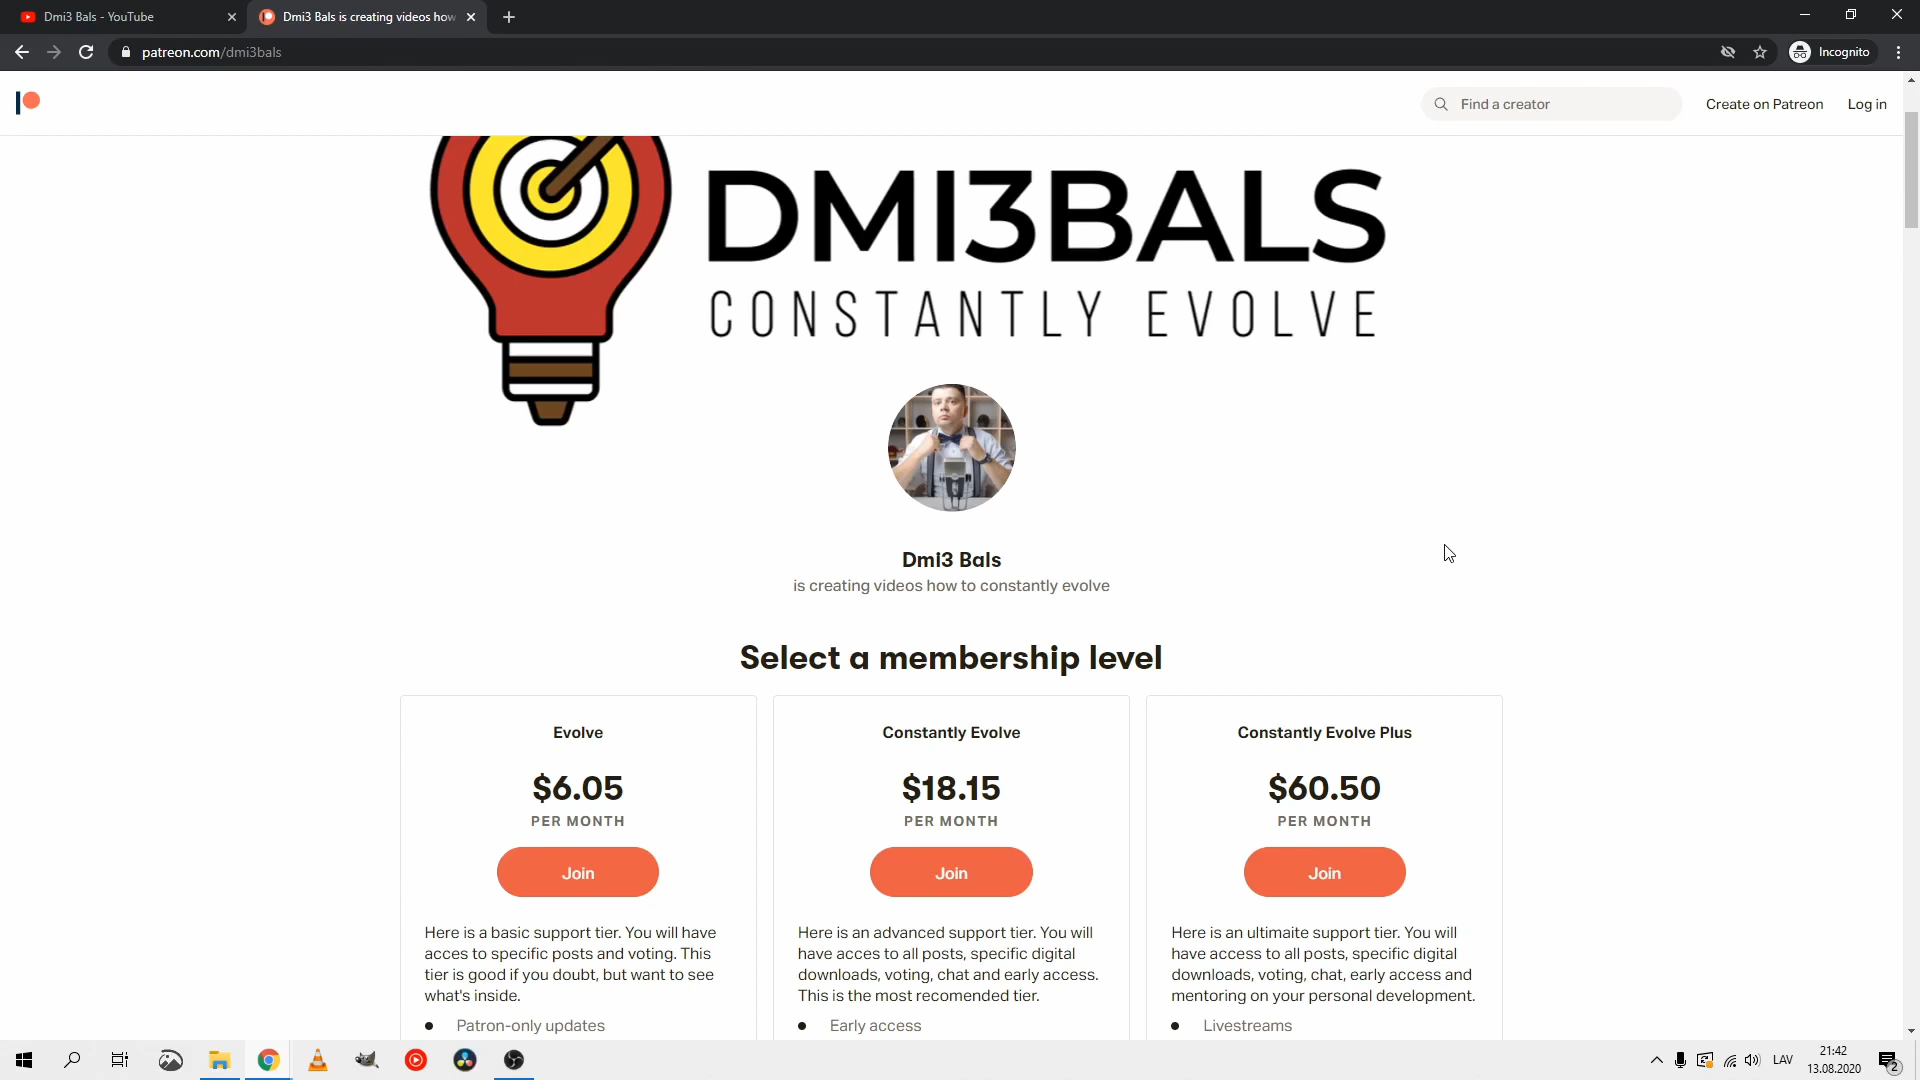 Dmi3 Bals - YouTube
Dmi3 Bals is creating videos how
patreon.com/dmi3bals
Incognito
Find a creator
Create on Patreon
Log in
DMI3BALS
CONSTANTLY EVOLVE
Dmi3 Bals
is creating videos how to constantly evolve
Select a membership level
Evolve
$6.05
PER MONTH
Join
Here is a basic support tier. You will have
acces to specific posts and voting. This
tier is good if you doubt, but want to see
what's inside.
Patron-only updates
Constantly Evolve
$18.15
PER MONTH
Join
Here is an advanced support tier. You will
have acces to all posts, specific digital
downloads, voting, chat and early access.
This is the most recomended tier.
Early access
Constantly Evolve Plus
$60.50
PER MONTH
Join
Here is an ultimaite support tier. You will
have access to all posts, specific digital
downloads, voting, chat, early access and
mentoring on your personal development.
Livestreams
LAV
21:42
13.08.2020
2